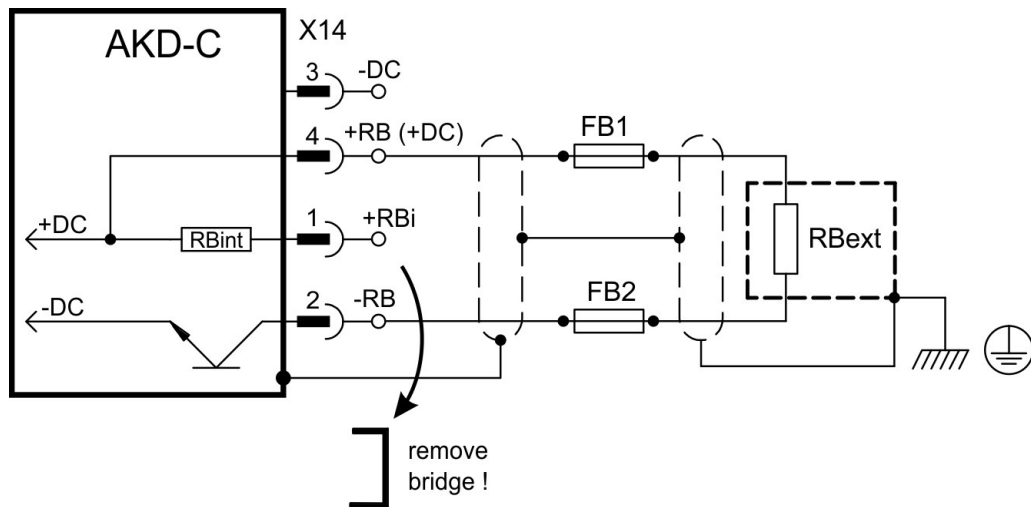 AKD-C
X14
3
-DC
4
+RB (+DC)
FB1
+DC
RBint
1
+RBi
RBext
-DC
2
-RB
FB2
remove
bridge !